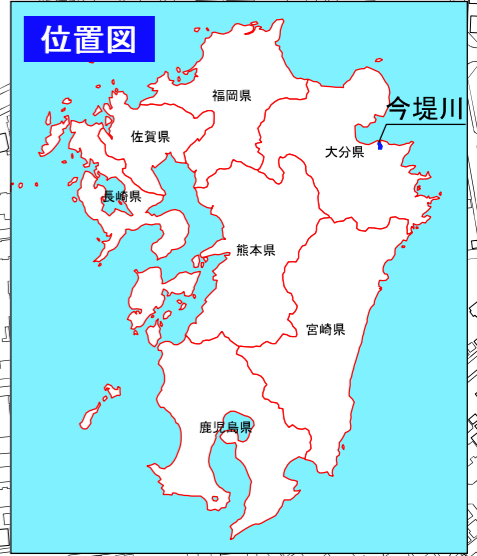 位置図
福岡県
今堤川
佐賀県
大分県
長崎県
熊本県
宮崎県
鹿児島県